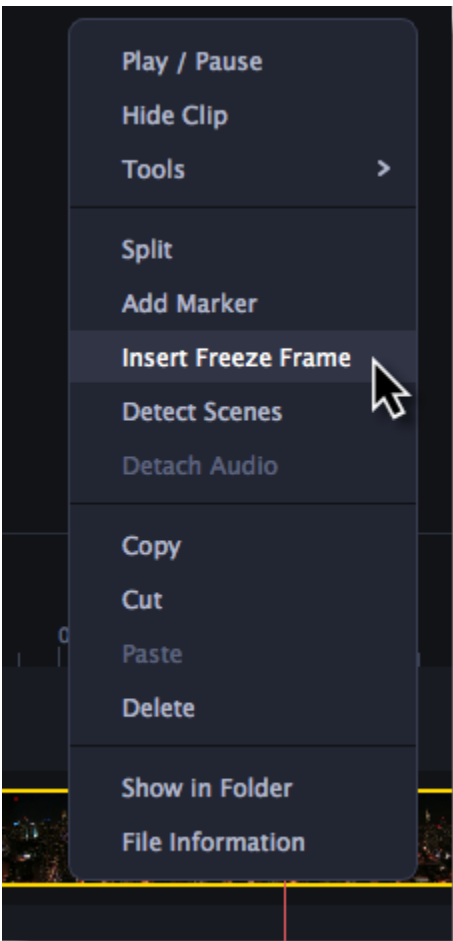 Play / Pause
Hide Clip
Tools >
Split
Add Marker
Insert Freeze Frame
Detect Scenes
Detach Audio
Copy
Cut
0
Paste
Delete
Show in Folder
File Information